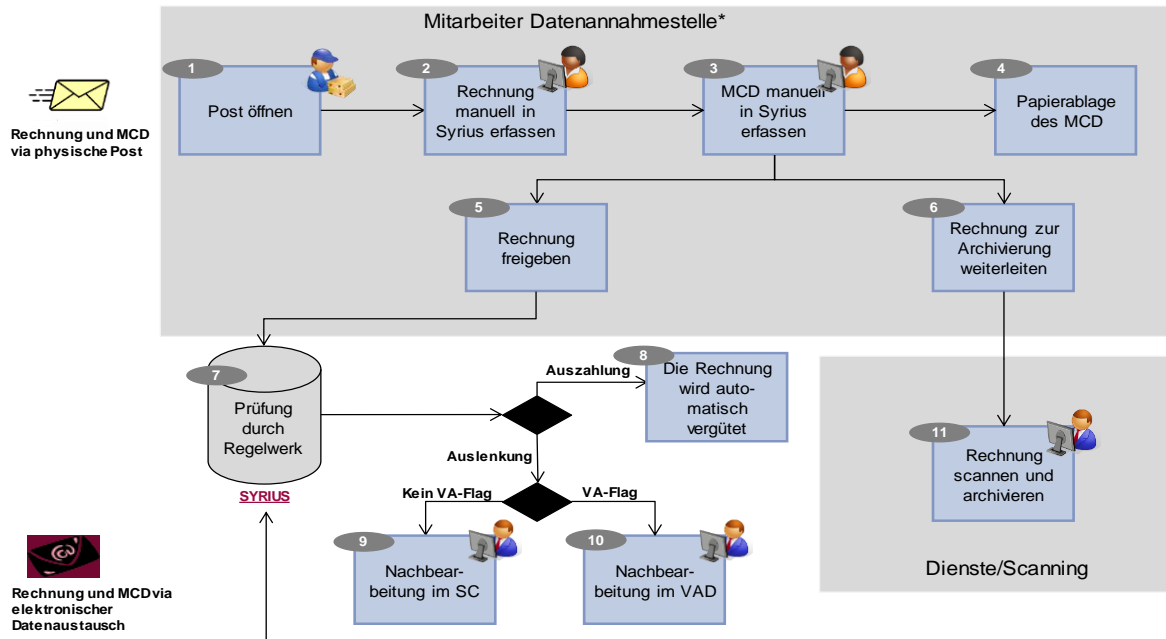 Mitarbeiter Datenannahmestelle*
1
Post öffnen
2
Rechnung
manuell in
Syrius erfassen
3
MCD manuell
in Syrius
erfassen
4
Papierablage
des MCD
Rechnung und MCD
via physische Post
5
Rechnung
freigeben
6
Rechnung zur
Archivierung
weiterleiten
7
Prüfung
durch
Regelwerk
SYRIUS
Auszahlung
8
Die Rechnung
wird auto-
matisch
vergütet
Auslenkung
Kein VA-Flag
VA-Flag
9
Nachbear-
beitung im SC
10
Nachbear-
beitung im VAD
11
Rechnung
scannen und
archivieren
Dienste/Scanning
@
Rechnung und MCD via
elektronischer
Datenaustausch